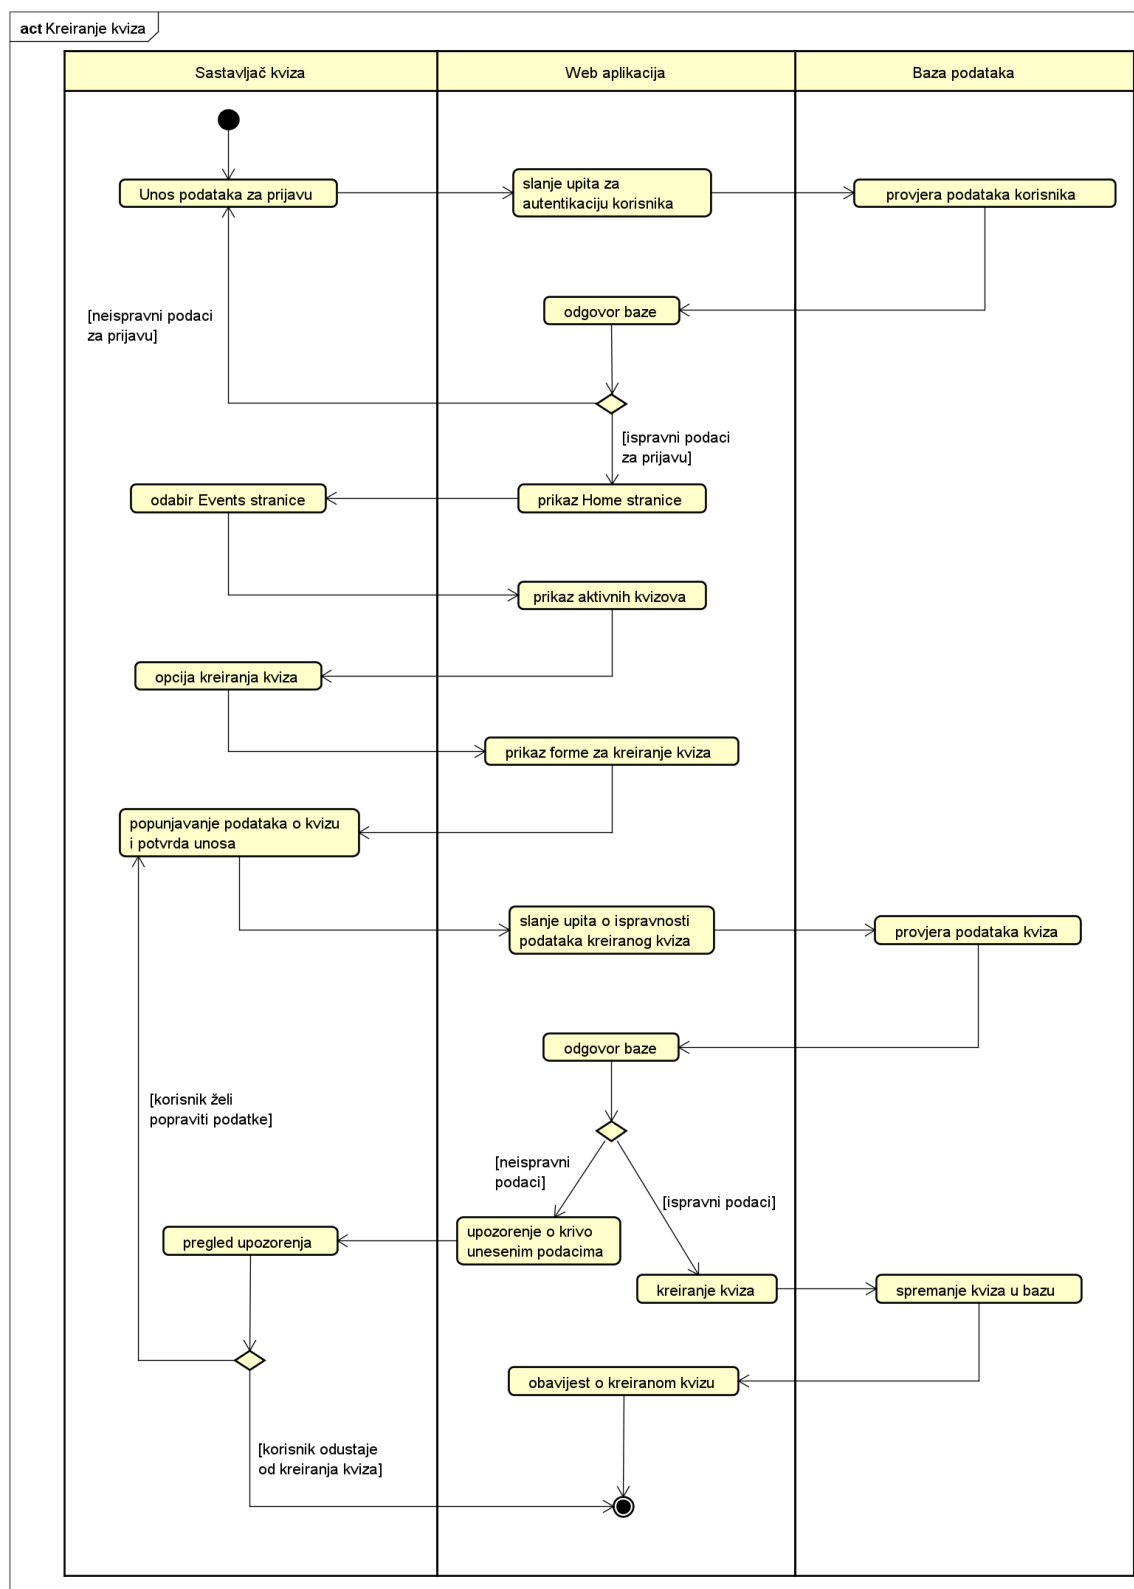 act Kreiranje kviza
Sastavljač kviza
Web aplikacija
Baza podataka
Unos podataka za prijavu
slanje upita za
autentikaciju korisnika
provjera podataka korisnika
odgovor baze
[neispravni podaci
za prijavu]
[ispravni podaci
za prijavu]
odabir Events stranice
prikaz Home stranice
prikaz aktivnih kvizova
opcija kreiranja kviza
prikaz forme za kreiranje kviza
popunjavanje podataka o kvizu
i potvrda unosa
slanje upita o ispravnosti
podataka kreiranog kviza
provjera podataka kviza
odgovor baze
[korisnik želi
popraviti podatke]
[neispravni
podaci]
[ispravni podaci]
pregled upozorenja
upozorenje o krivo
unesenim podacima
kreiranje kviza
spremanje kviza u bazu
obavijest o kreiranom kvizu
[korisnik odustaje
od kreiranja kviza]